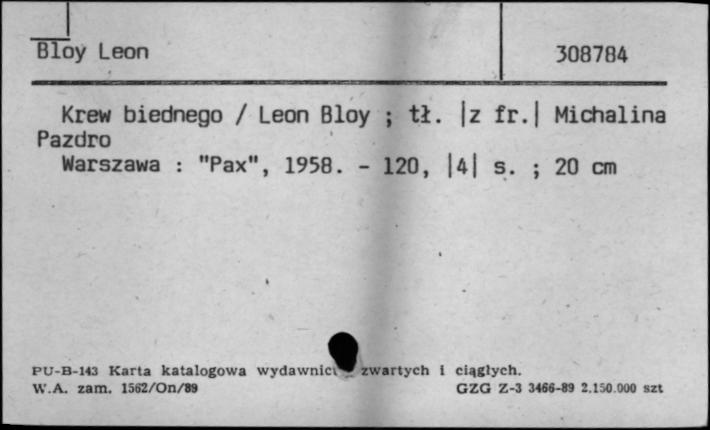 Bloy Leon 308784
Krew biednego / Leon Bloy ; tł. |z fr.| Michalina
Pazdro
Warszawa : "Pax", 1958. - 120, |4| s. ; 20 cm
PU-B-143 Karta katalogowa zwartych i ciągłych.
W.A. zam. 1562/On/89 GZG Z-3 3466-89 2.150.000 szt